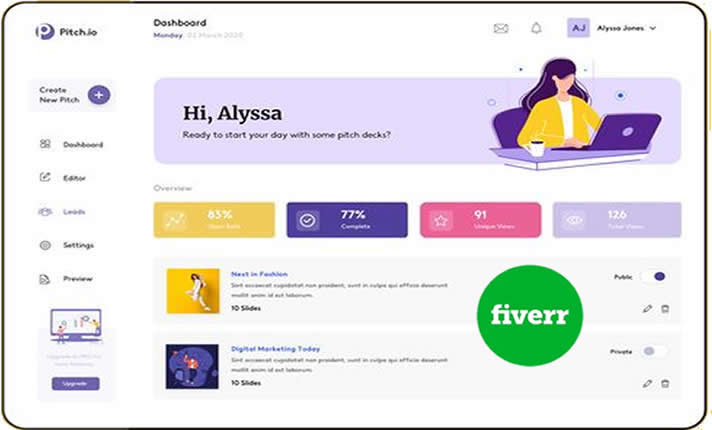 Pitch.io
Dashboard
Monday, 02 March 2020
AJ
Alyssa Jones
Create
New Pitch
Hi, Alyssa
Ready to start your day with some pitch decks?
Dashboard
Editor
Leads
Settings
Preview
Overview
85%
Open Rate
77%
Complete
91
Unique Views
126
Total Views
Next in Fashion
Sint occaecat cupidatat non proident, sunt in culpa qui officia deserunt
mollit anim id est laborum.
10 Slides
Public
fiverr
Digital Marketing Today
Sint occaecat cupidatat non proident, sunt in culpa qui officia deserunt
mollit anim id est laborum.
10 Slides
Private
Upgrade to PRO for
Upgrade